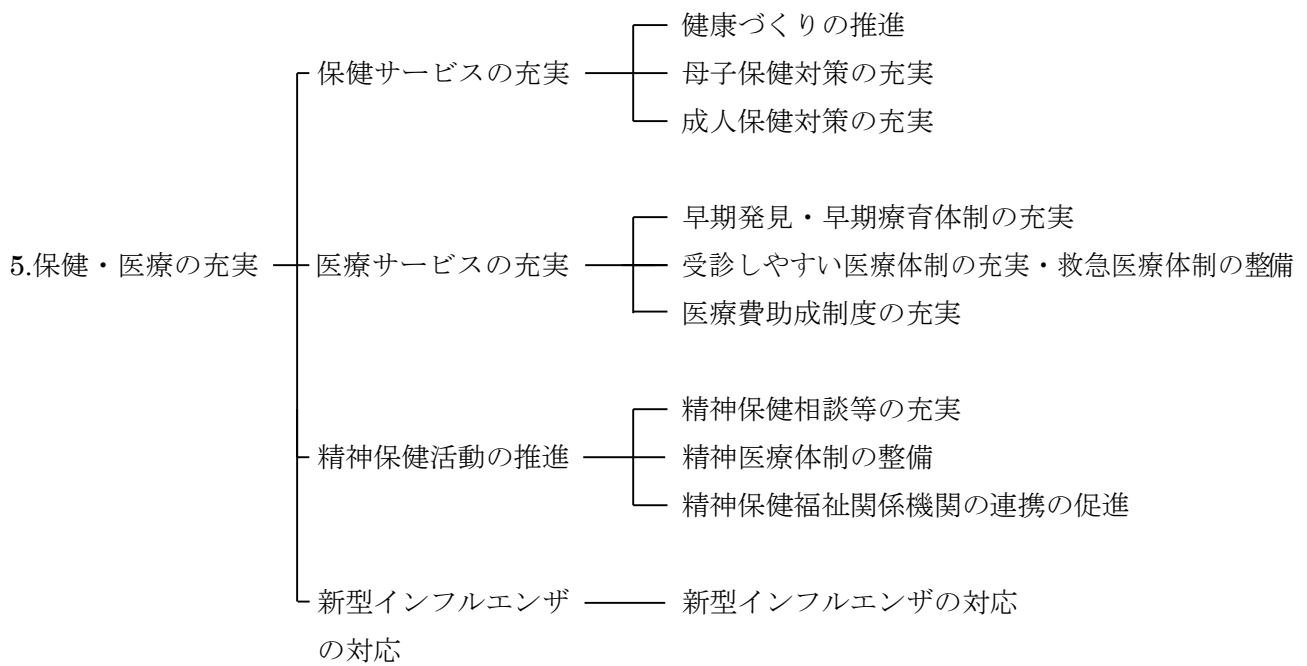 5.保健・医療の充実
保健サービスの充実
健康づくりの推進
母子保健対策の充実
成人保健対策の充実
医療サービスの充実
早期発見・早期療育体制の充実
受診しやすい医療体制の充実・救急医療体制の整備
医療費助成制度の充実
精神保健活動の推進
精神保健相談等の充実
精神医療体制の整備
精神保健福祉関係機関の連携の促進
新型インフルエンザ
の対応
新型インフルエンザの対応